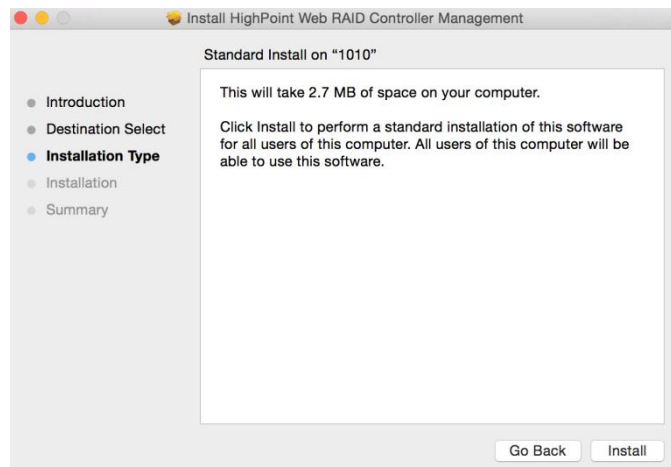 Install HighPoint Web RAID Controller Management
Standard Install on “1010”
Introduction
Destination Select
Installation Type
Installation
Summary
This will take 2.7 MB of space on your computer.
Click Install to perform a standard installation of this software
for all users of this computer. All users of this computer will be
able to use this software.
Go Back
Install